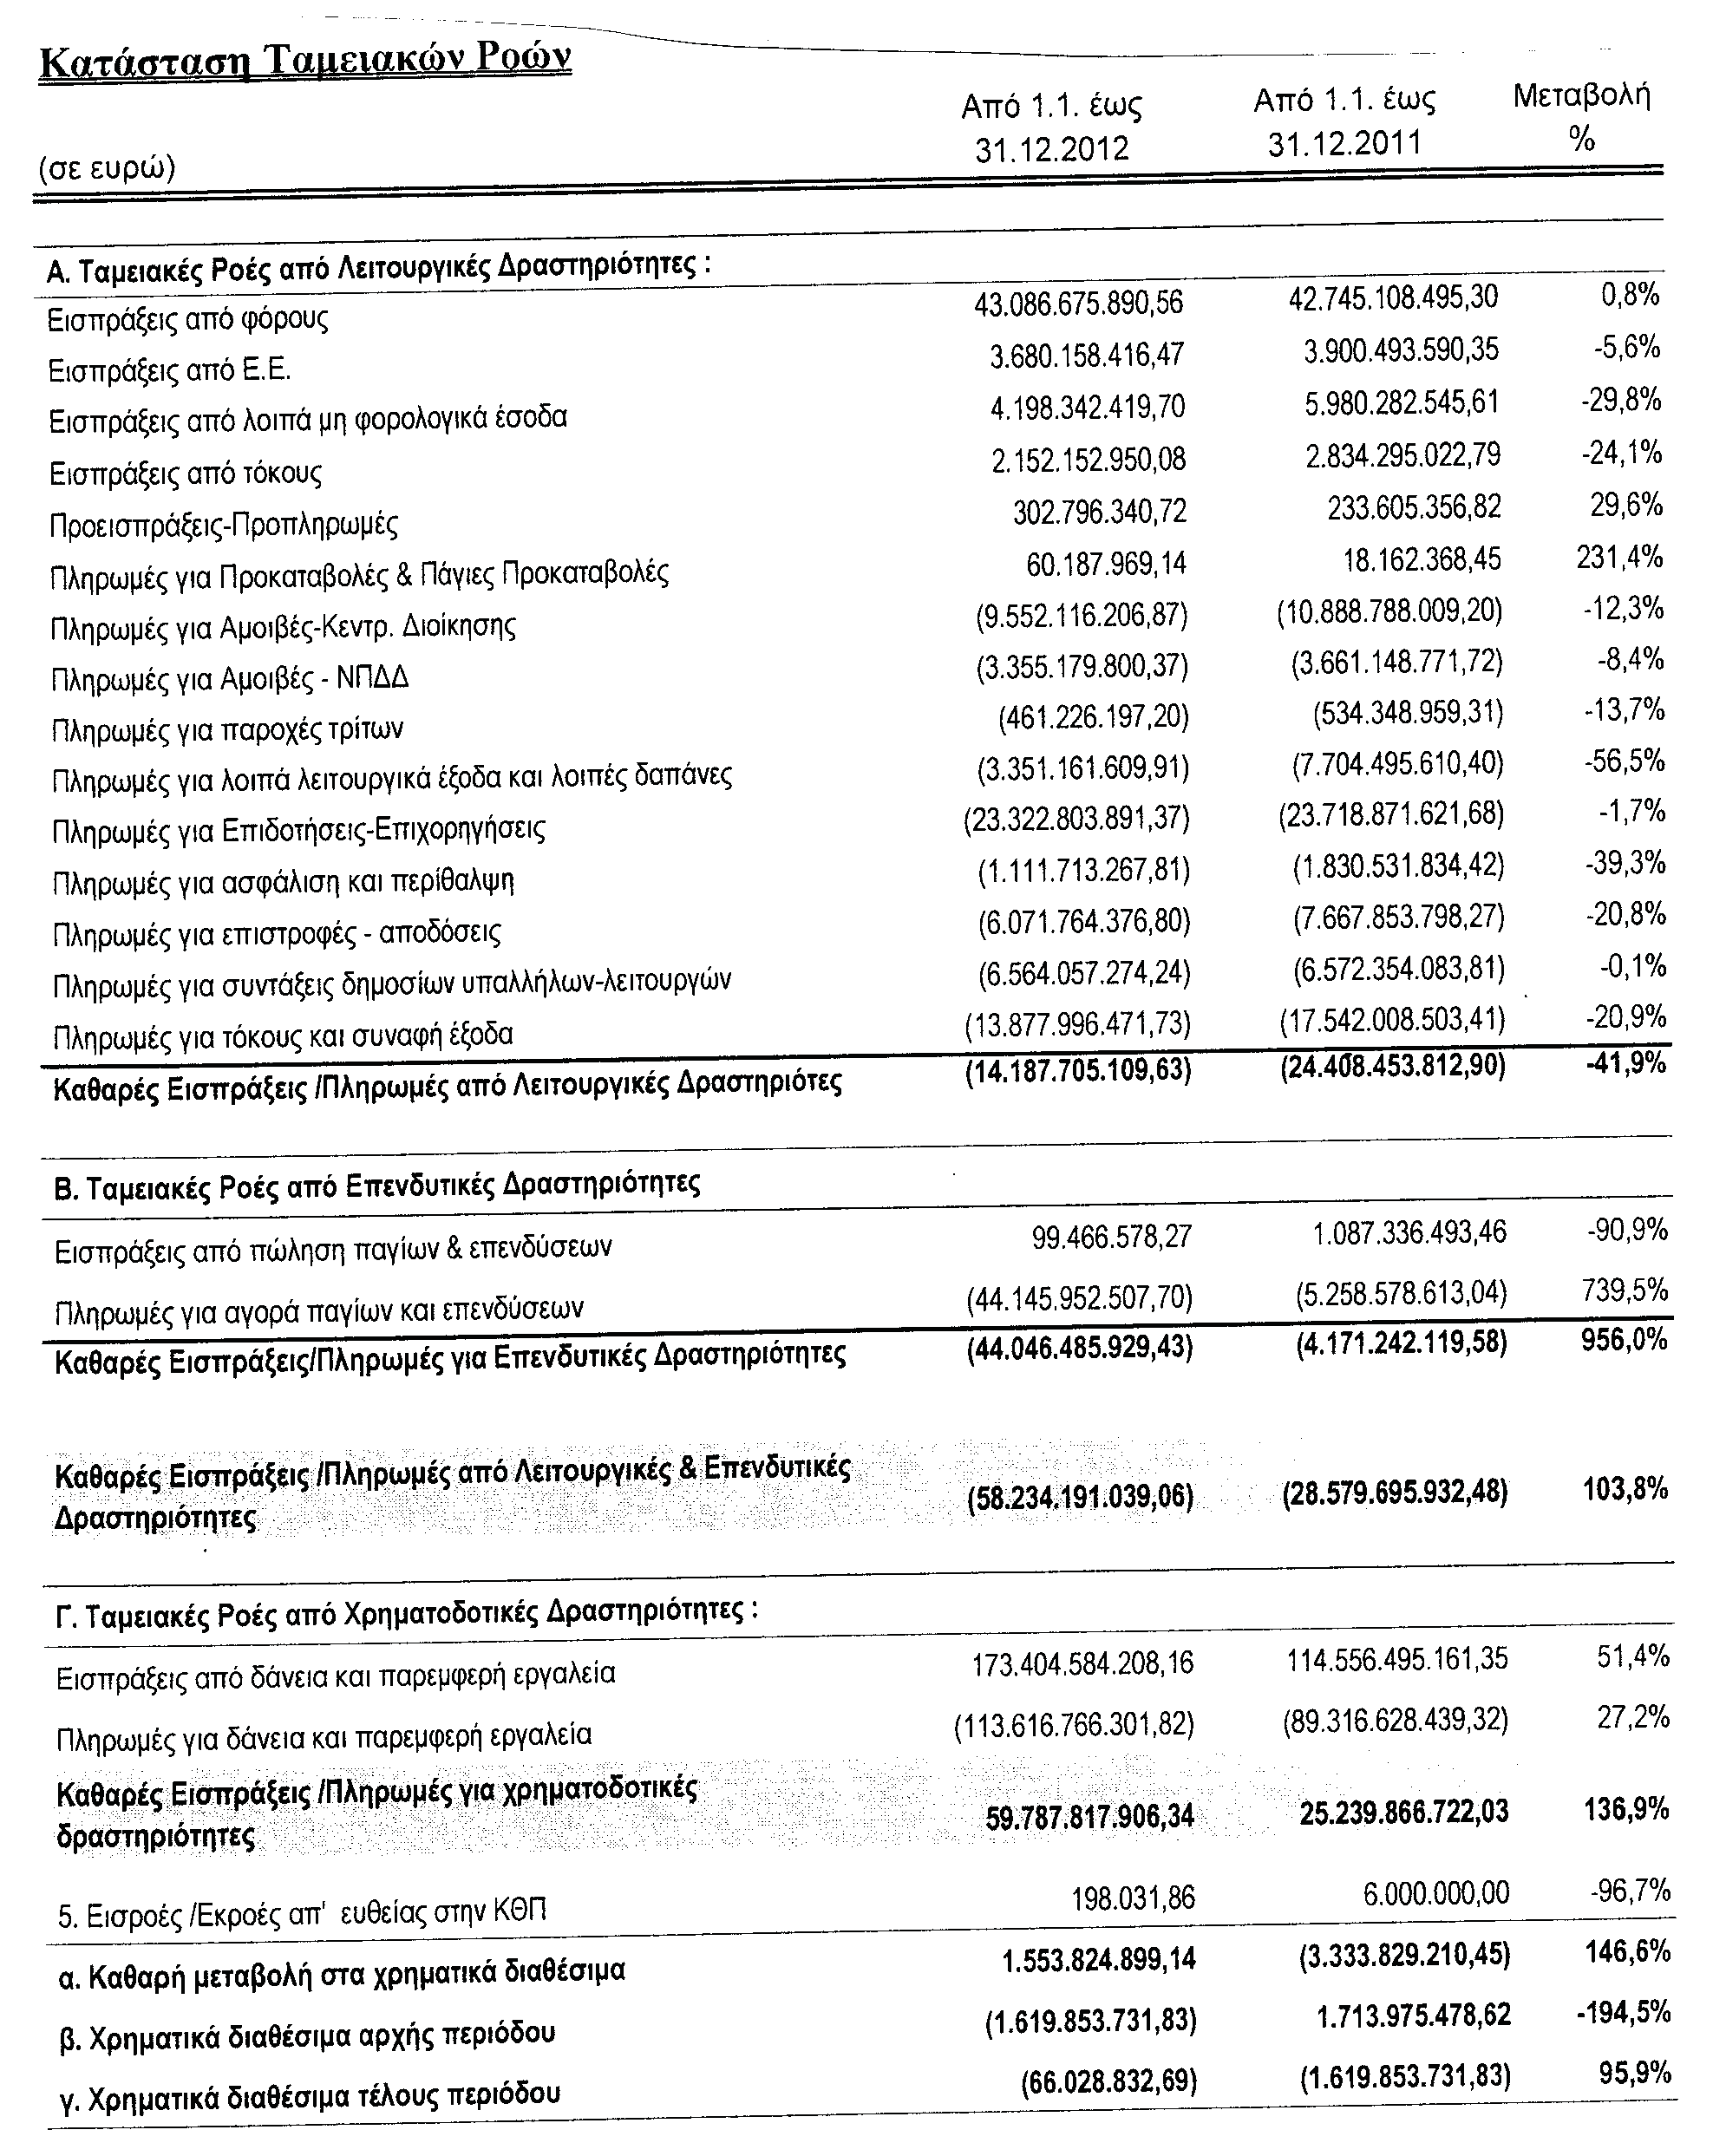 Κατάσταση Ταμειακών Ροών
Από 1.1. έως Από 1.1. έως Μεταβολή
(σε ευρώ) 31.12.2012 31.12.2011 %
Α. Ταμειακές Ροές από Λειτουργικές Δραστηριότητες :
Εισπράξεις από φόρους 43.086.675.890,56 42.745.108.495,30 0,8%
Εισπράξεις από Ε.Ε. 3.680.158.416,47 3.900.493.590,35 -5,6%
Εισπράξεις από λοιπά μη φορολογικά έσοδα 4.198.342.419,70 5.980.282.545,61 -29,8%
Εισπράξεις από τόκους 2.152.152.950,08 2.834.295.022,79 -24,1%
Προεισπράξεις-Προπληρωμές 302.796.340,72 233.605.356,82 29,6%
Πληρωμές για Προκαταβολές & Πάγιες Προκαταβολές 60.187.969,14 18.162.368,45 231,4%
Πληρωμές για Αμοιβές-Κεντρ. Διοίκησης (9.552.116.206,87) (10.888.788.009,20) -12,3%
Πληρωμές για Αμοιβές - ΝΠΔΔ (3.355.179.800,37) (3.661.148.771,72) -8,4%
Πληρωμές για παροχές τρίτων (461.226.197,20) (534.348.959,31) -13,7%
Πληρωμές για λοιπά λειτουργικά έξοδα και λοιπές δαπάνες (3.351.161.609,91) (7.704.495.610,40) -56,5%
Πληρωμές για Επιδοτήσεις-Επιχορηγήσεις (23.322.803.891,37) (23.718.871.621,68) -1,7%
Πληρωμές για ασφάλιση και περίθαλψη (1.111.713.267,81) (1.830.531.834,42) -39,3%
Πληρωμές για επιστροφές - αποδόσεις (6.071.764.376,80) (7.667.853.798,27) -20,8%
Πληρωμές για συντάξεις δημοσίων υπαλλήλων-λειτουργών (6.564.057.274,24) (6.572.354.083,81) -0,1%
Πληρωμές για τόκους και συναφή έξοδα (13.877.996.471,73) (17.542.008.503,41) -20,9%
Καθαρές Εισπράξεις /Πληρωμές από Λειτουργικές Δραστηριότες (14.187.705.109,63) (24.408.453.812,90) -41,9%
Β. Ταμειακές Ροές από Επενδυτικές Δραστηριότητες
Εισπράξεις από πώληση παγίων & επενδύσεων 99.466.578,27 1.087.336.493,46 -90,9%
Πληρωμές για αγορά παγίων και επενδύσεων (44.145.952.507,70) (5.258.578.613,04) 739,5%
Καθαρές Εισπράξεις/Πληρωμές για Επενδυτικές Δραστηριότητες (44.046.485.929,43) (4.171.242.119,58) 956,0%
Καθαρές Εισπράξεις /Πληρωμές από Λειτουργικές & Επενδυτικές
Δραστηριότητες (58.234.191.039,06) (28.579.695.932,48) 103,8%
Γ. Ταμειακές Ροές από Χρηματοδοτικές Δραστηριότητες :
Εισπράξεις από δάνεια και παρεμφερή εργαλεία 173.404.584.208,16 114.556.495.161,35 51,4%
Πληρωμές για δάνεια και παρεμφερή εργαλεία (113.616.766.301,82) (89.316.628.439,32) 27,2%
Καθαρές Εισπράξεις /Πληρωμές για χρηματοδοτικές
δραστηριότητες 59.787.817.906,34 25.239.866.722,03 136,9%
5. Εισροές /Εκροές απ' ευθείας στην ΚΘΠ 198.031,86 6.000.000,00 -96,7%
α. Καθαρή μεταβολή στα χρηματικά διαθέσιμα 1.553.824.899,14 (3.333.829.210,45) 146,6%
β. Χρηματικά διαθέσιμα αρχής περιόδου (1.619.853.731,83) 1.713.975.478,62 -194,5%
γ. Χρηματικά διαθέσιμα τέλους περιόδου (66.028.832,69) (1.619.853.731,83) 95,9%